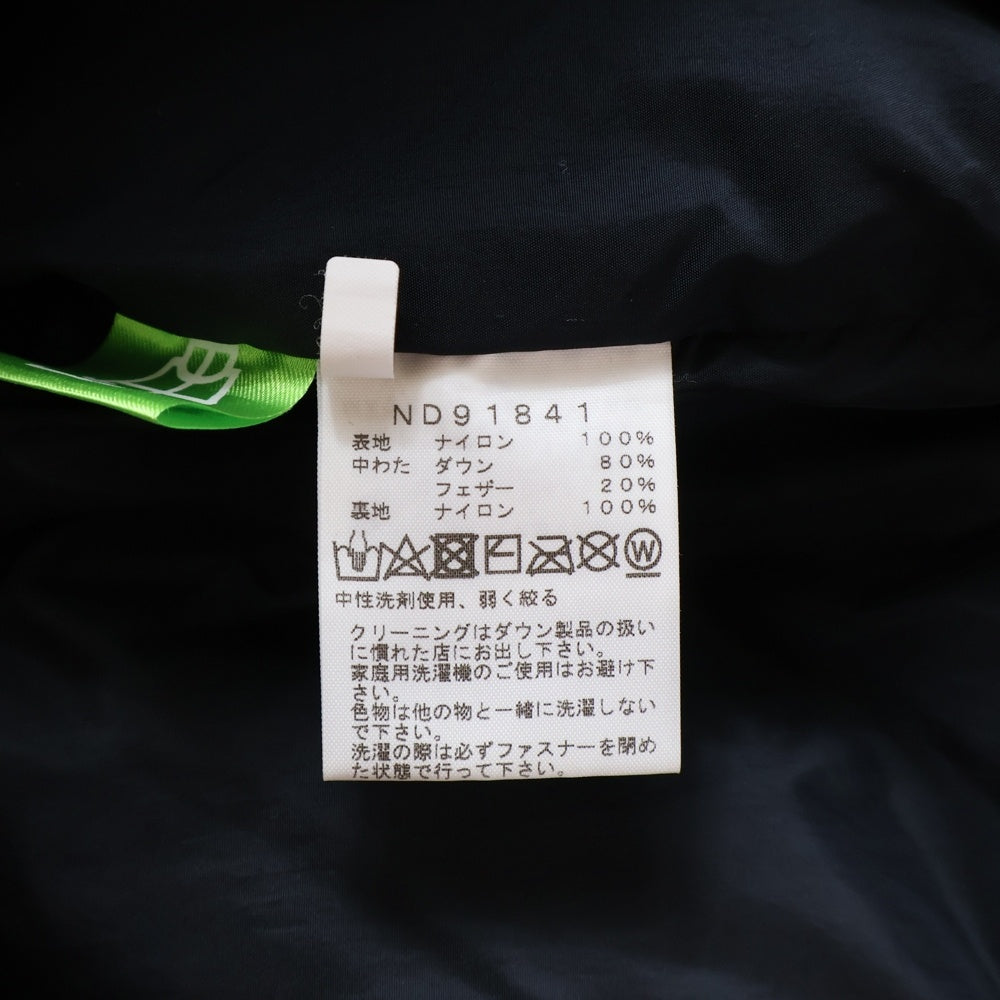 ND91841
表地 ナイロン 100%
中わた ダウン 80%
フェザー 20%
裏地 ナイロン 100%
W
中性洗剤使用、弱く絞る
クリーニングはダウン製品の扱い
に慣れた店にお出し下さい。
家庭用洗濯機のご使用はお避け下
さい。
色物は他の物と一緒に洗濯しない
で下さい。
洗濯の際は必ずファスナーを閉め
た状態で行って下さい。